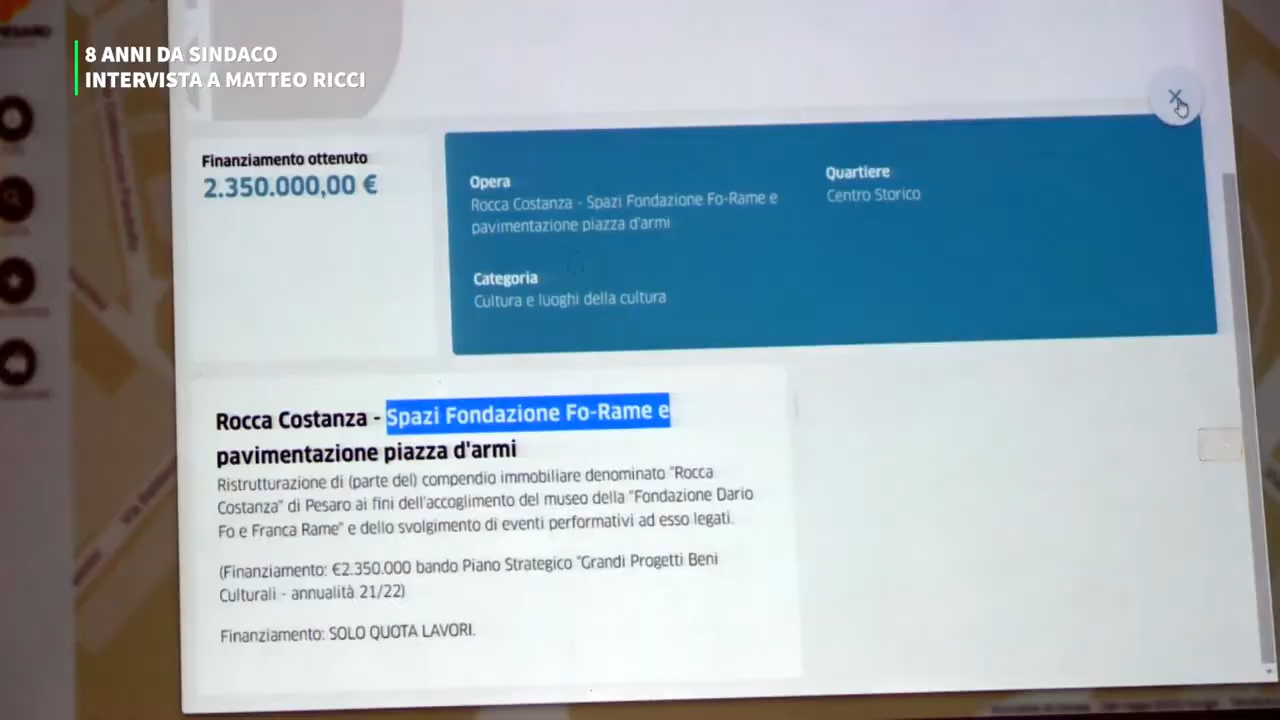 8 ANNI DA SINDACO
INTERVISTA A MATTEO RICCI
Finanziamento ottenuto
2.350.000,00 €
Opera
Rocca Costanza - Spazi Fondazione Fo-Rame e
pavimentazione piazza d'armi
Quartiere
Centro Storico
Categoria
Cultura e luoghi della cultura
Rocca Costanza - Spazi Fondazione Fo-Rame e
pavimentazione piazza d'armi
Ristrutturazione di (parte del) compendio immobiliare denominato "Rocca
Costanza" di Pesaro ai fini dell'accoglimento del museo della "Fondazione Dario
Fo e Franca Rame" e dello svolgimento di eventi performativi ad esso legati.
(Finanziamento: €2.350.000 bando Piano Strategico "Grandi Progetti Beni
Culturali - annualità 21/22)
Finanziamento: SOLO QUOTA LAVORI.